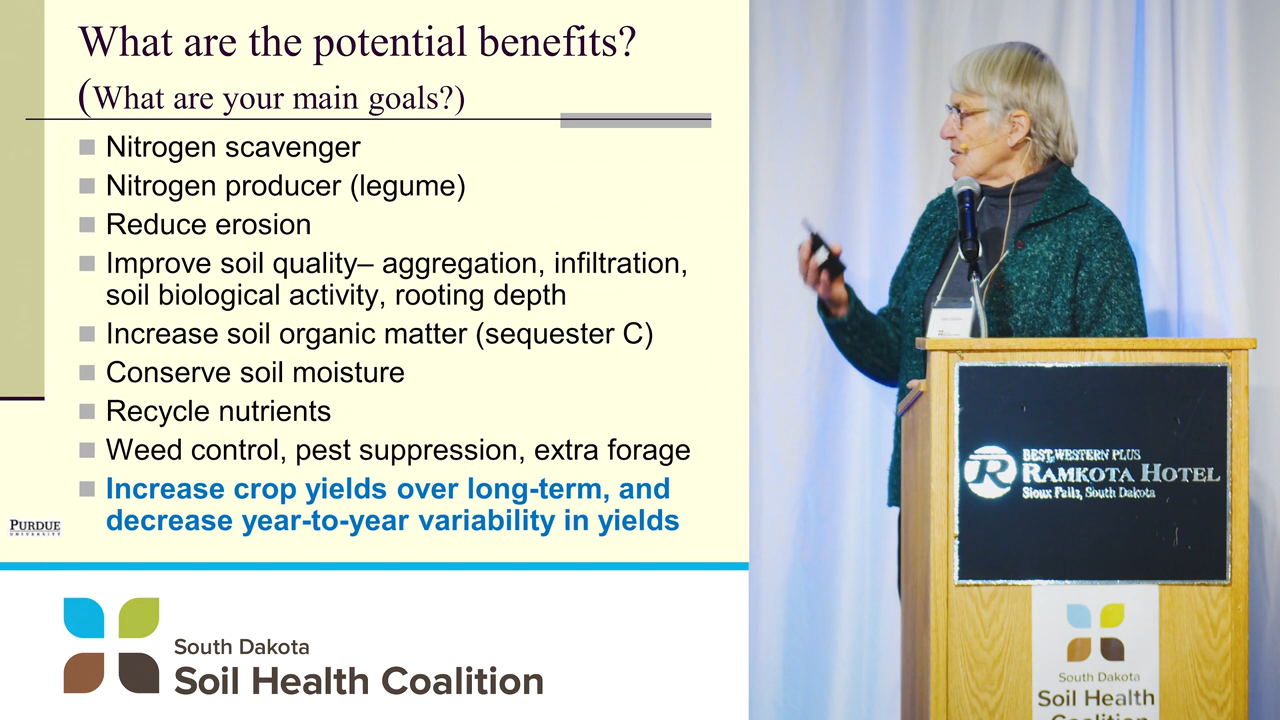 What are the potential benefits?
(What are your main goals?)
Nitrogen scavenger
Nitrogen producer (legume)
Reduce erosion
Improve soil quality– aggregation, infiltration,
soil biological activity, rooting depth
Increase soil organic matter (sequester C)
Conserve soil moisture
Recycle nutrients
Weed control, pest suppression, extra forage
Increase crop yields over long-term, and
decrease year-to-year variability in yields
PURDUE
UNIVERSITY
South Dakota
Soil Health Coalition
BEST WESTERN PLUS
RAMKOTA HOTEL
Sioux Falls, South Dakota
South Dakota
Soil Health
Coalition